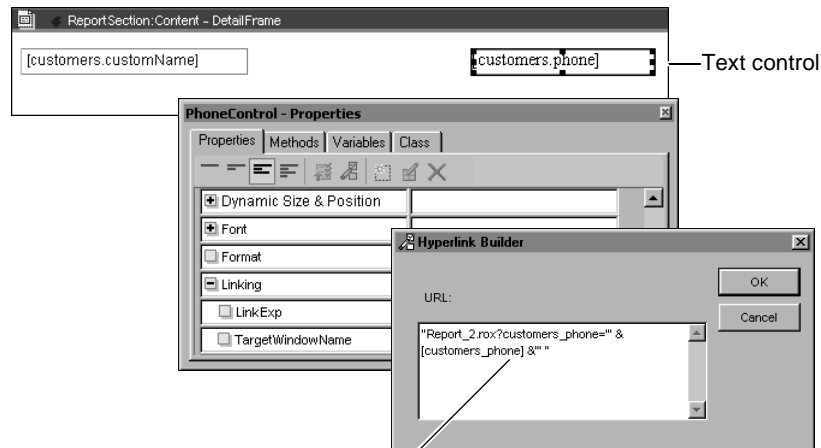 ReportSection:Content - DetailFrame
[customers.customName]
[customers.phone]
Text control
PhoneControl - Properties
Properties Methods Variables Class
Dynamic Size & Position
Font
Format
Linking
LinkExp
TargetWindowName
Hyperlink Builder
URL:
OK
Cancel
"Report_2.rox?customers_phone='" &
[customers_phone] &"' "